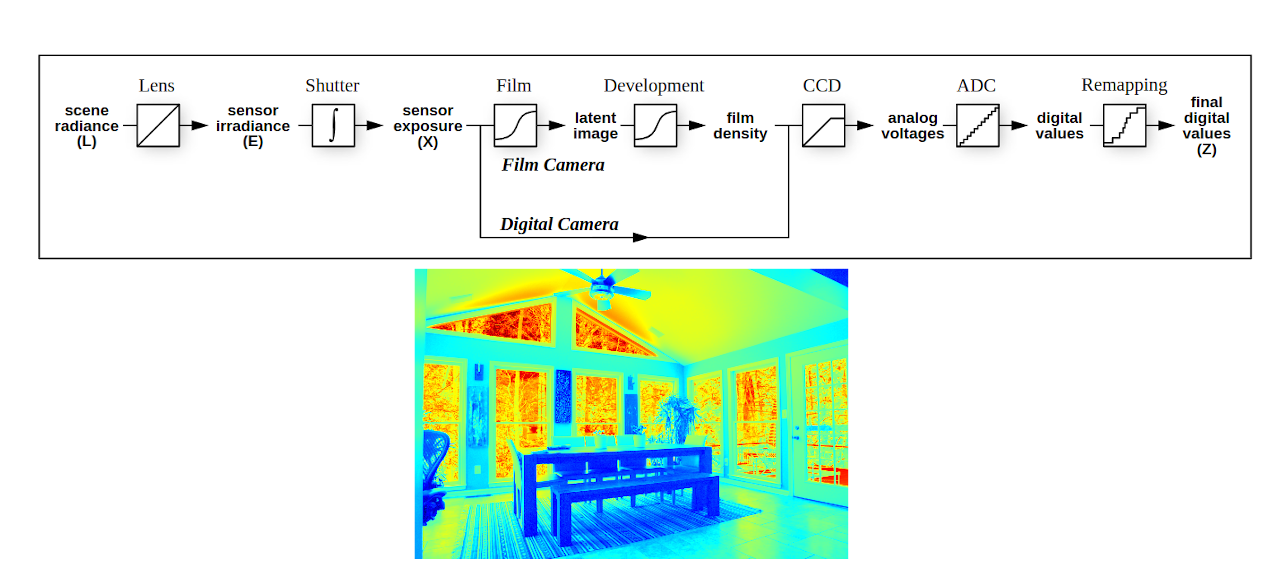 Lens
Shutter
Film
Development
CCD
ADC
Remapping
scene
radiance
(L)
sensor
irradiance
(E)
∫
sensor
exposure
(X)
latent
image
film
density
analog
voltages
digital
values
final
digital
values
(Z)
Film Camera
Digital Camera